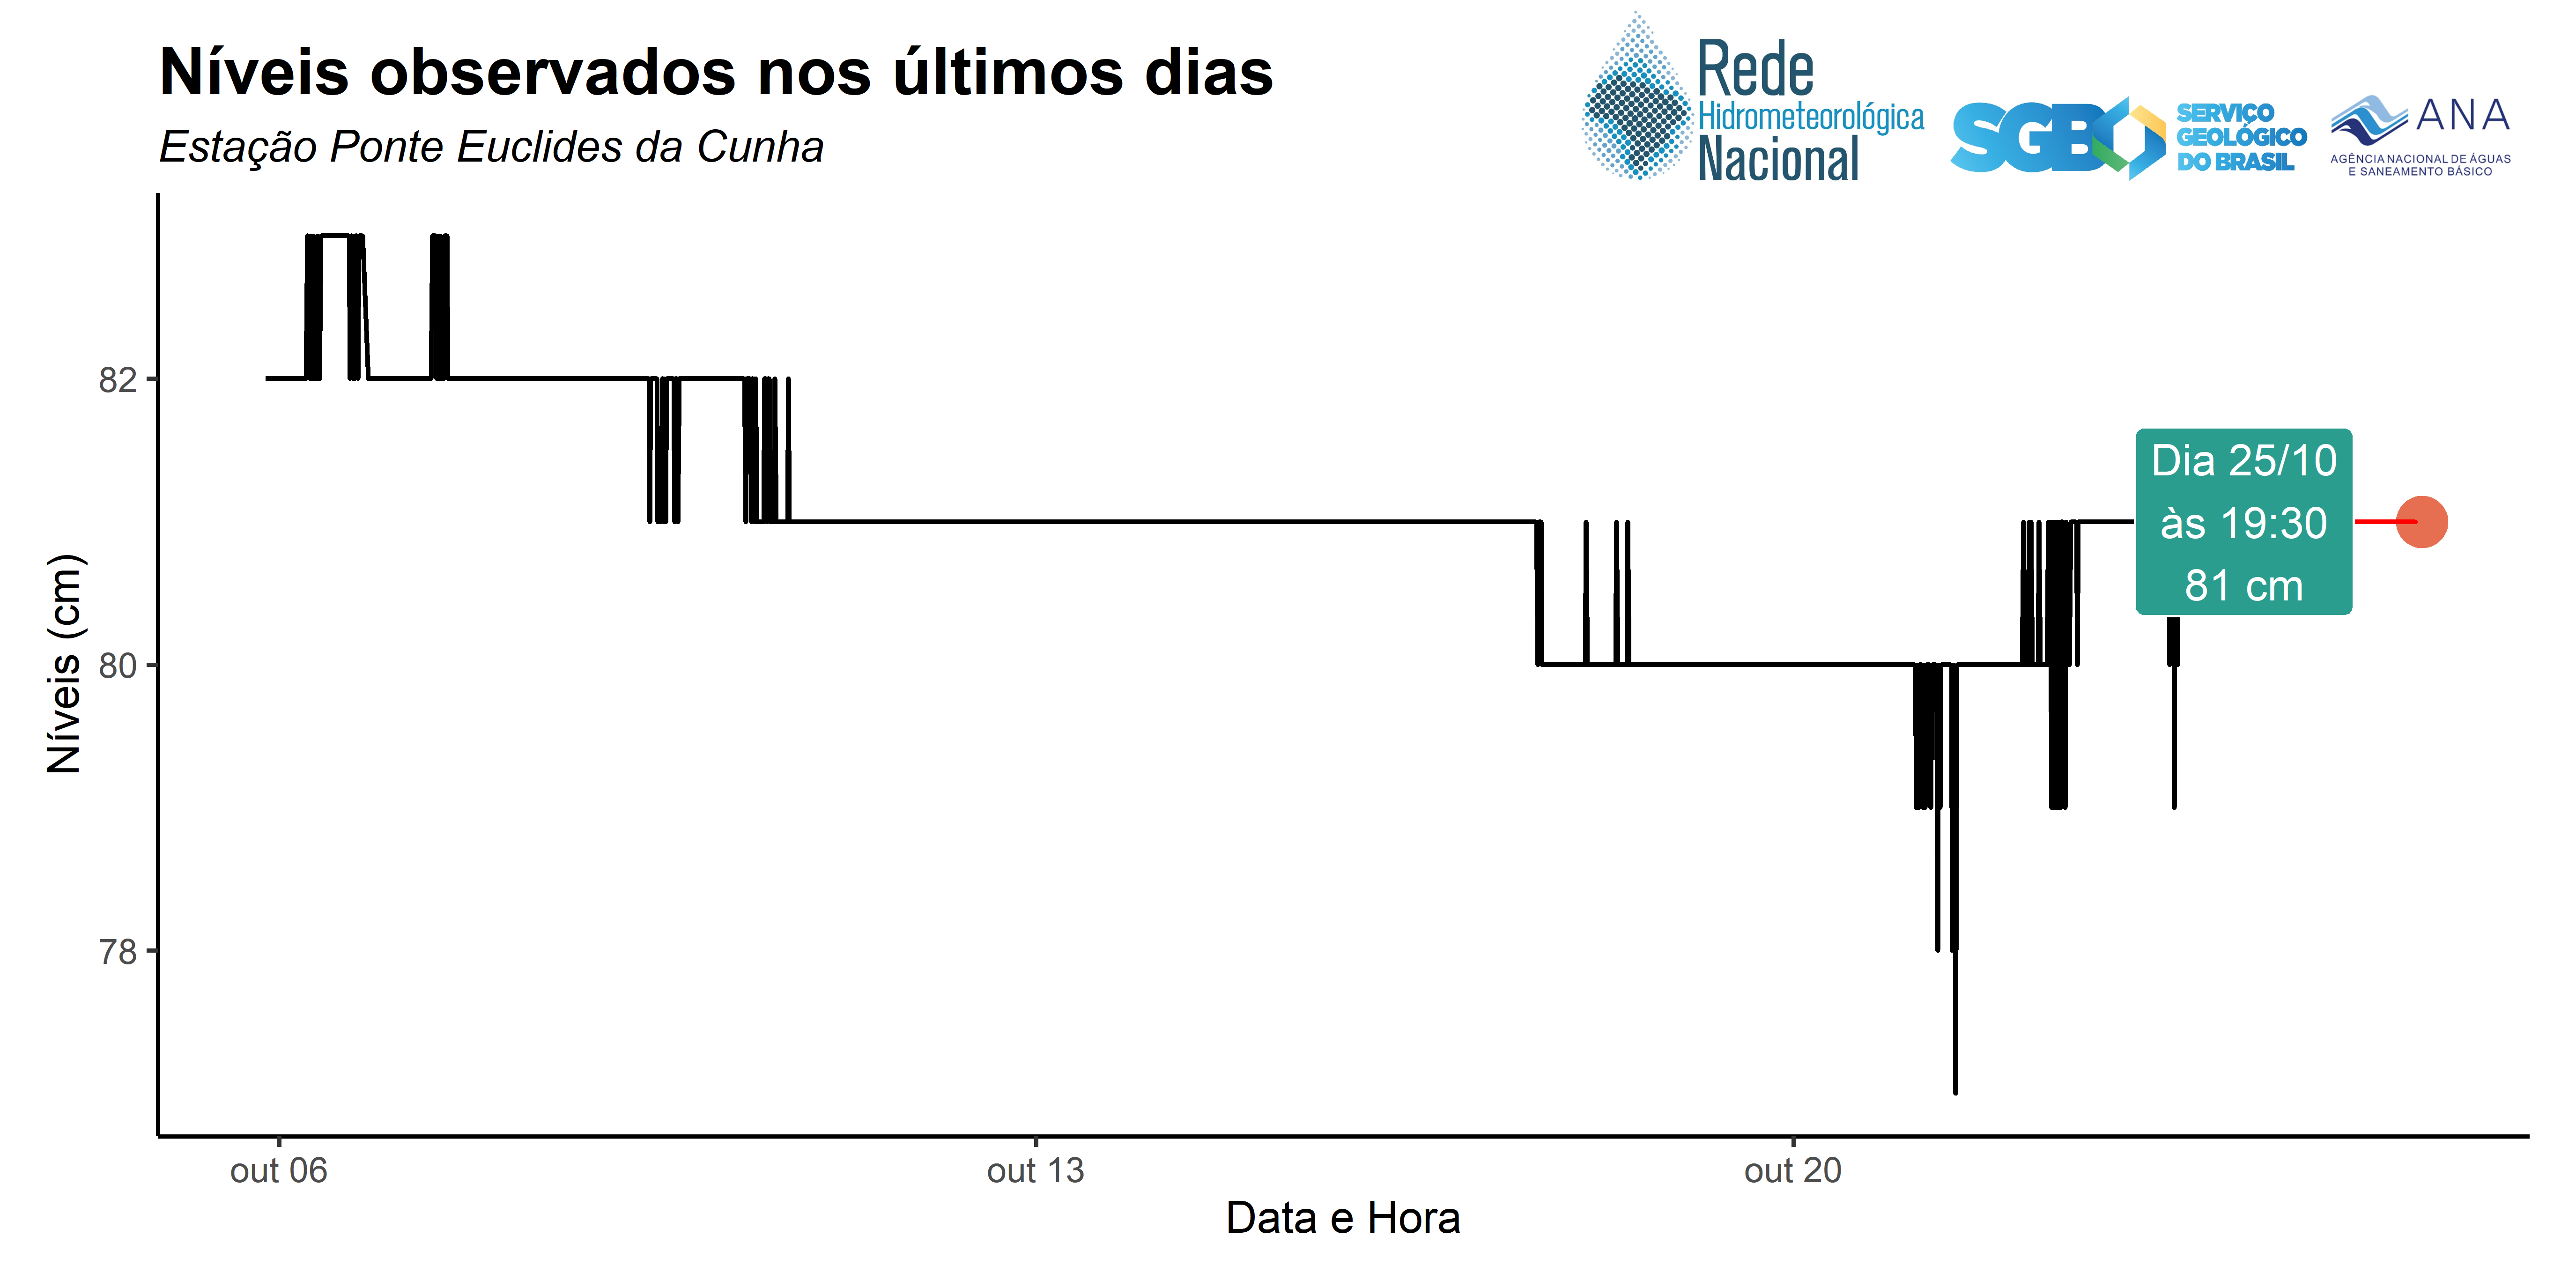 Níveis observados nos últimos dias
Estação Ponte Euclides da Cunha
Rede
Hidrometeorológica
Nacional
SGB
SERVIÇO
GEOLÓGICO
DO BRASIL
ANA
AGÊNCIA NACIONAL DE ÁGUAS
E SANEAMENTO BÁSICO
Níveis (cm)
82
80
78
Dia 25/10
às 19:30
81 cm
out 06
out 13
out 20
Data e Hora